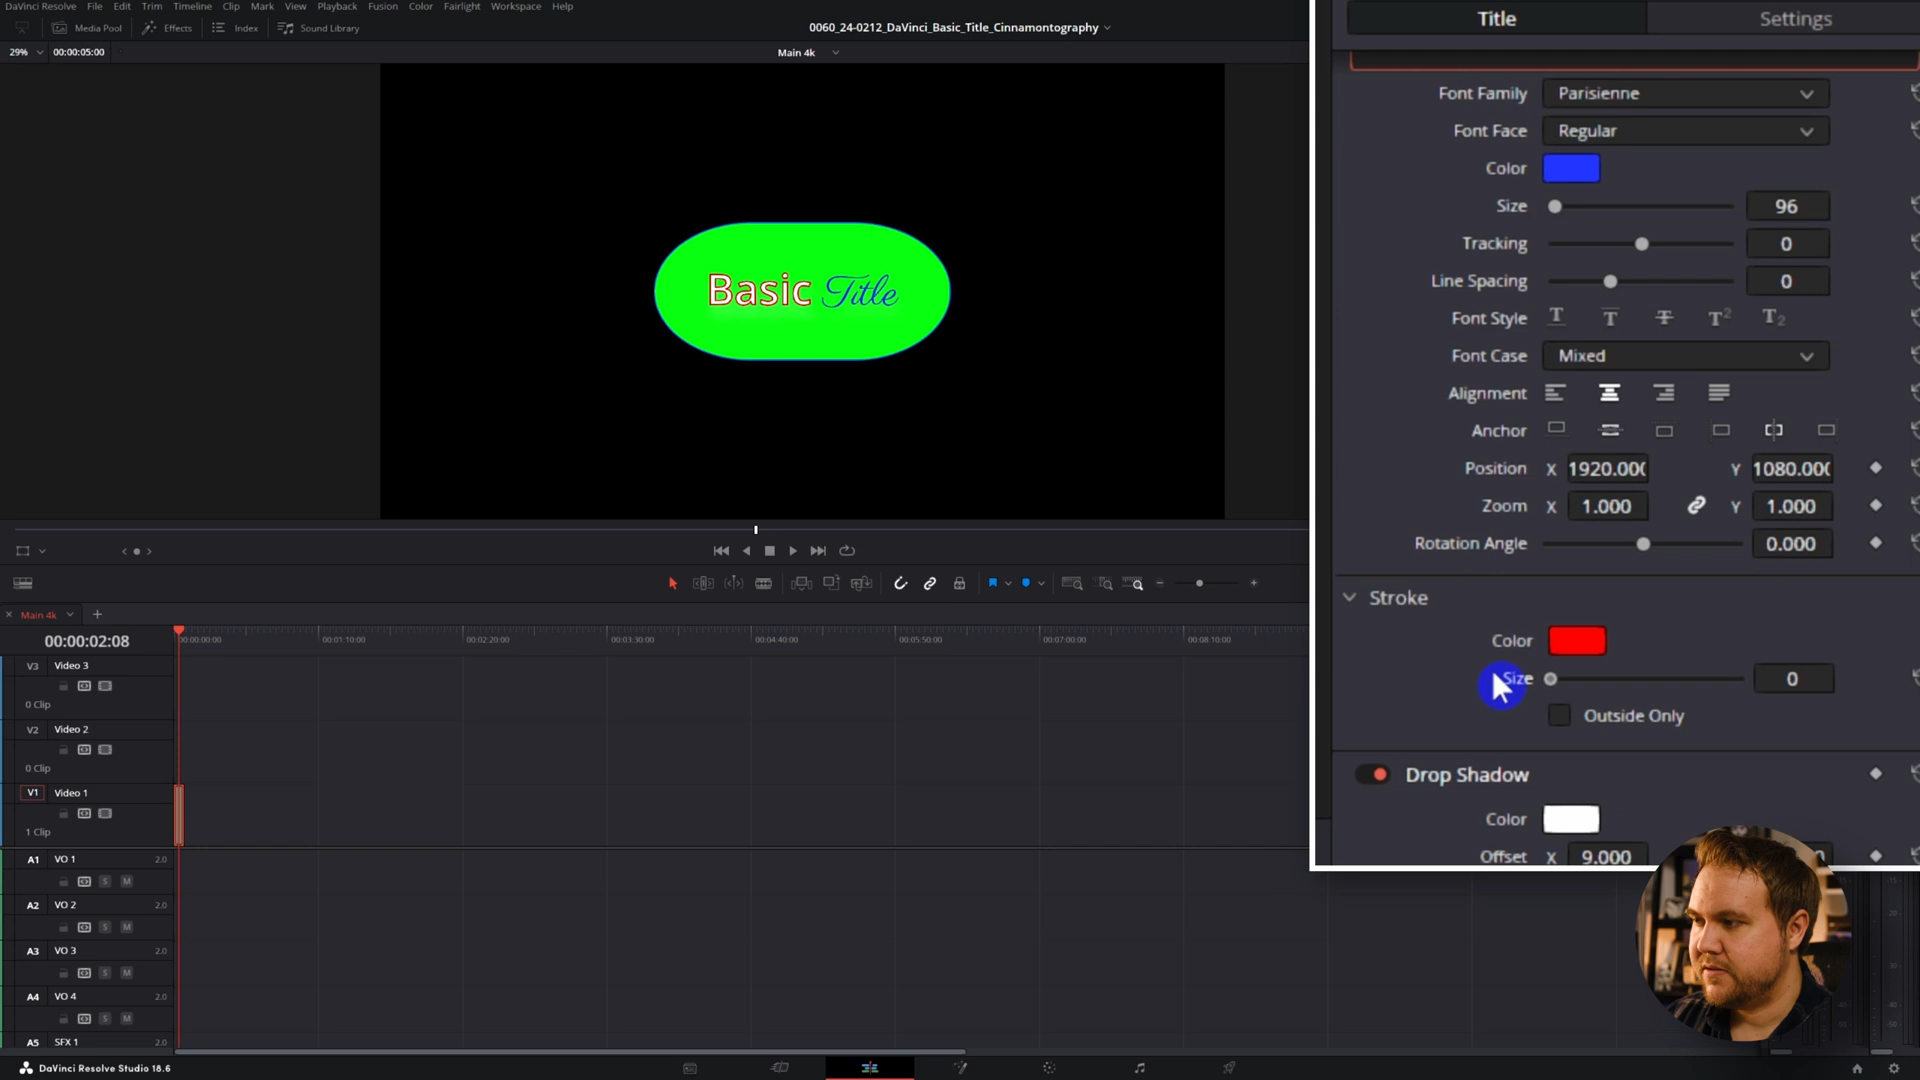 DaVinci Resolve File Edit Trim Timeline Clip Mark View Playback Fusion Color Fairlight Workspace Help
Media Pool Effects Index Sound Library
0060_24-0212_DaVinci_Basic_Title_Cinnamontography
29% 00:00:05:00
Main 4k
Title Settings
Font Family Parisienne
Font Face Regular
Color
Size 96
Tracking 0
Line Spacing 0
Font Style T T T T2 T2
Font Case Mixed
Alignment
Anchor
Position X 1920.00( Y 1080.00(
Zoom X 1.000 Y 1.000
Rotation Angle 0.000
Stroke
Color
Size 0
Outside Only
Drop Shadow
Color
Offset X 9.000
Basic Title
Main 4k
00:00:02:08
00:00:00:00 00:01:10:00 00:02:20:00 00:03:30:00 00:04:40:00 00:05:50:00 00:07:00:00 00:08:10:00
V3 Video 3
0 Clip
V2 Video 2
0 Clip
V1 Video 1
1 Clip
A1 VO 1 2.0
S M
A2 VO 2 2.0
S M
A3 VO 3 2.0
S M
A4 VO 4 2.0
S M
A5 SFX 1 2.0
DaVinci Resolve Studio 18.6